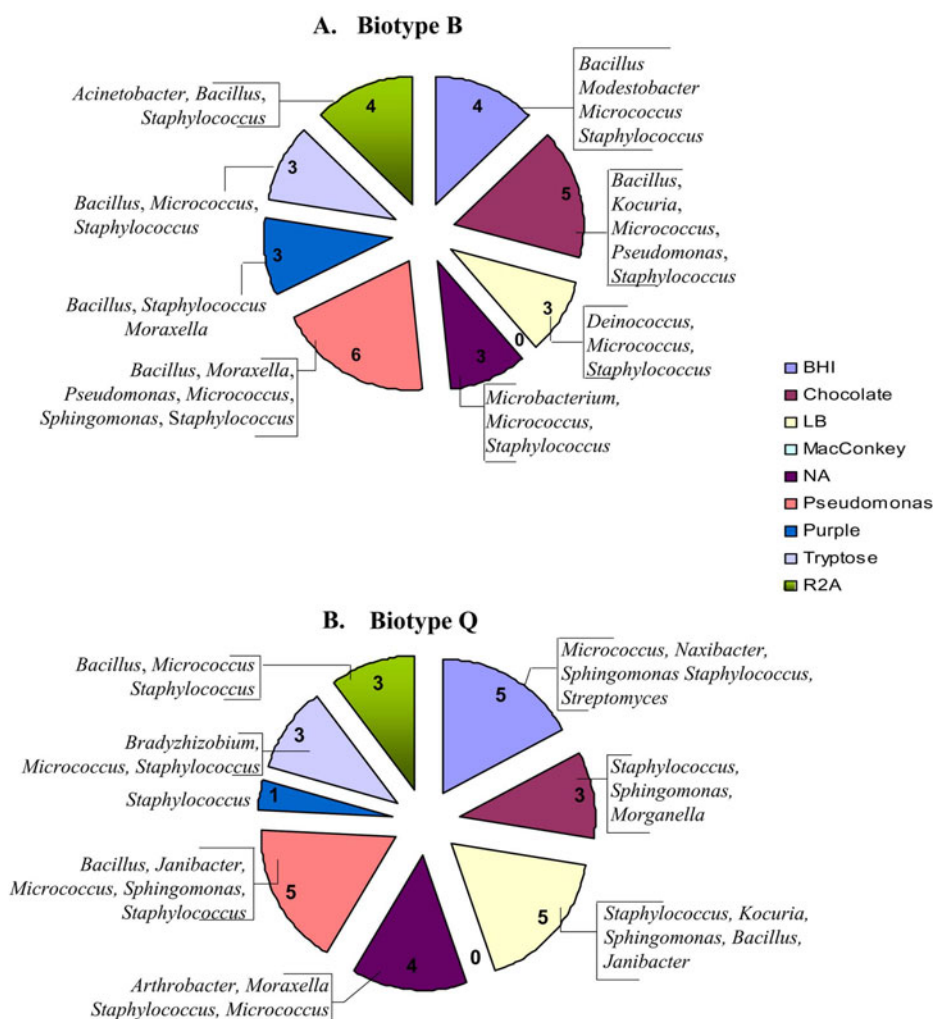 A. Biotype B
4
Bacillus
Modestobacter
Micrococcus
Staphylococcus
5
Bacillus,
Kocuria,
Micrococcus,
Pseudomonas,
Staphylococcus
3
Deinococcus,
Micrococcus,
Staphylococcus
0
3
Microbacterium,
Micrococcus,
Staphylococcus
6
Bacillus, Moraxella,
Pseudomonas, Micrococcus,
Sphingomonas, Staphylococcus
3
Bacillus, Staphylococcus
Moraxella
3
Bacillus, Micrococcus,
Staphylococcus
4
Acinetobacter, Bacillus,
Staphylococcus
BHI
Chocolate
LB
MacConkey
NA
Pseudomonas
Purple
Tryptose
R2A
B. Biotype Q
5
Micrococcus, Naxibacter,
Sphingomonas Staphylococcus,
Streptomyces
3
Staphylococcus,
Sphingomonas,
Morganella
5
Staphylococcus, Kocuria,
Sphingomonas, Bacillus,
Janibacter
0
4
Arthrobacter, Moraxella
Staphylococcus, Micrococcus
5
Bacillus, Janibacter,
Micrococcus, Sphingomonas,
Staphylococcus
1
Staphylococcus
3
Bradyzhizobium,
Micrococcus, Staphylococcus
3
Bacillus, Micrococcus
Staphylococcus